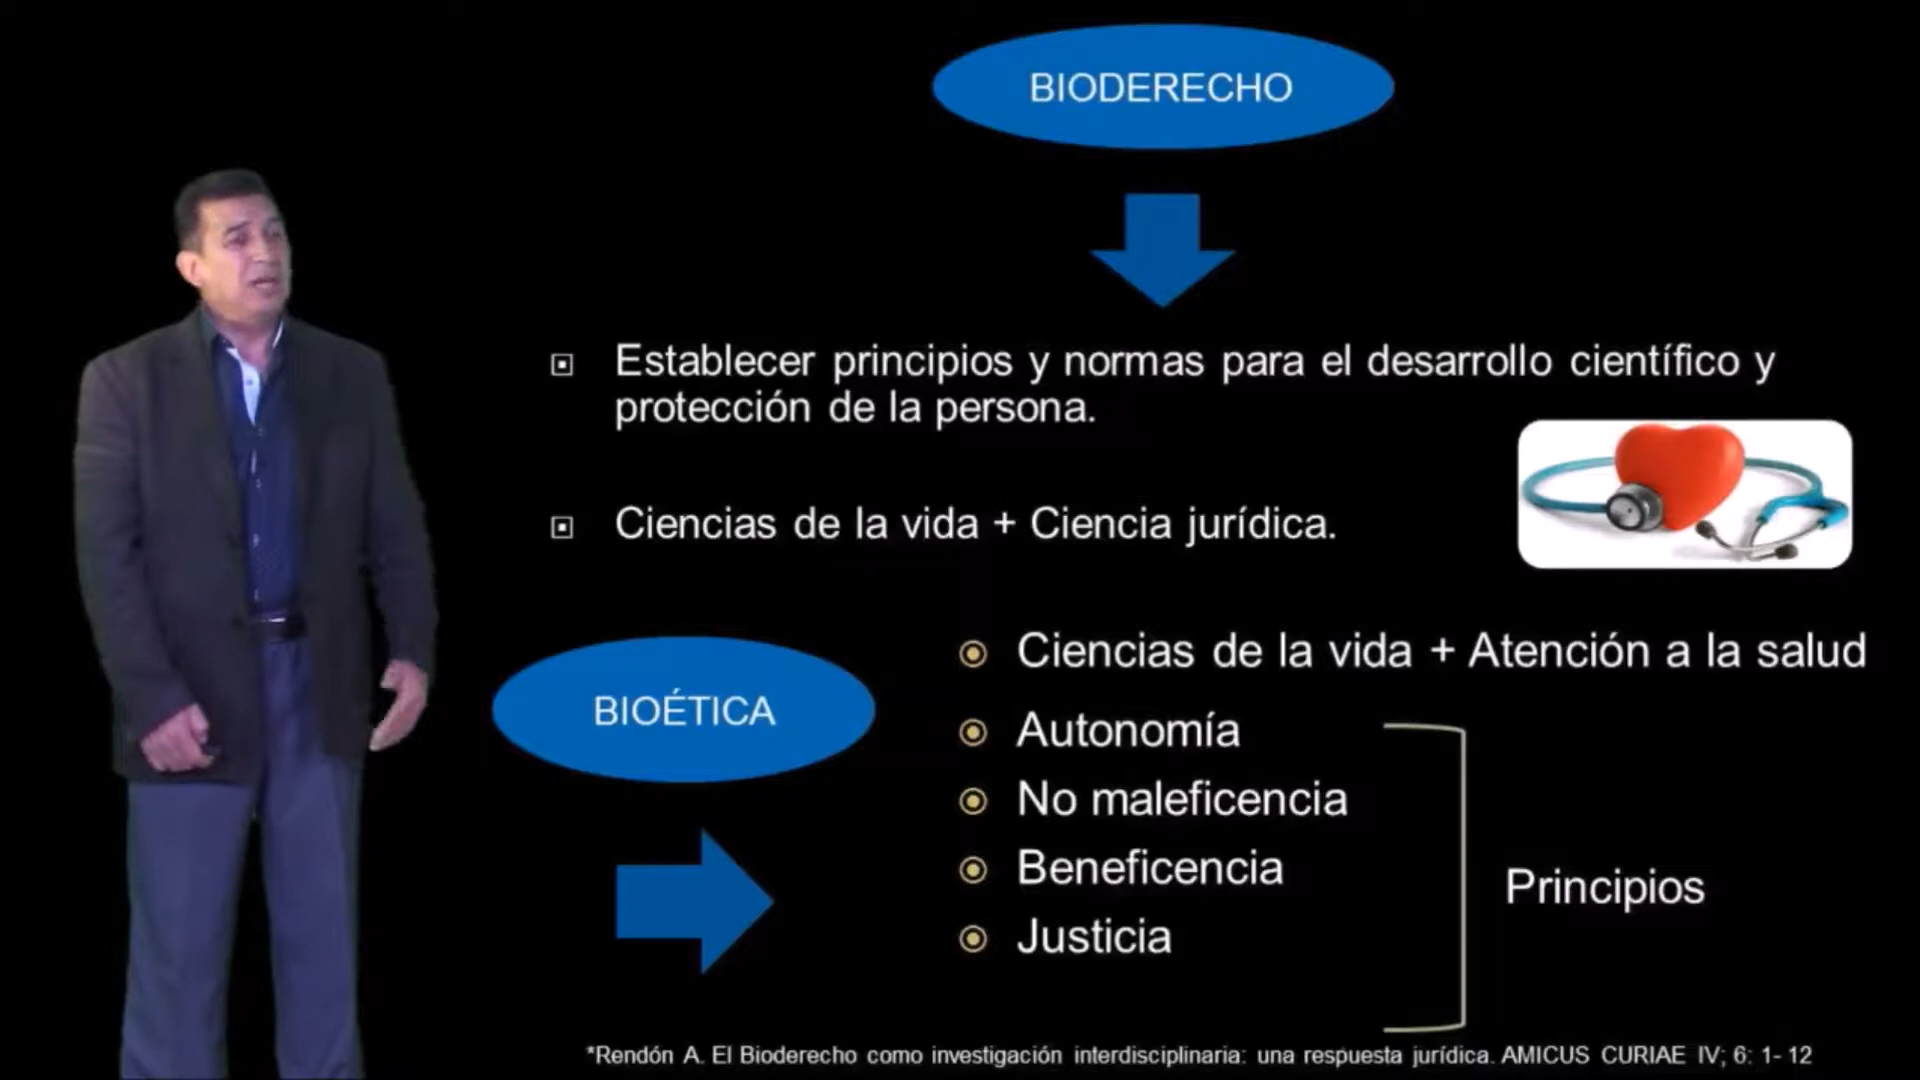 BIODERECHO
Establecer principios y normas para el desarrollo científico y
protección de la persona.
Ciencias de la vida + Ciencia jurídica.
BIOÉTICA
Ciencias de la vida + Atención a la salud
Autonomía
No maleficencia
Beneficencia
Justicia
Principios
*Rendón A. El Bioderecho como investigación interdisciplinaria: una respuesta jurídica. AMICUS CURIAE IV; 6: 1- 12